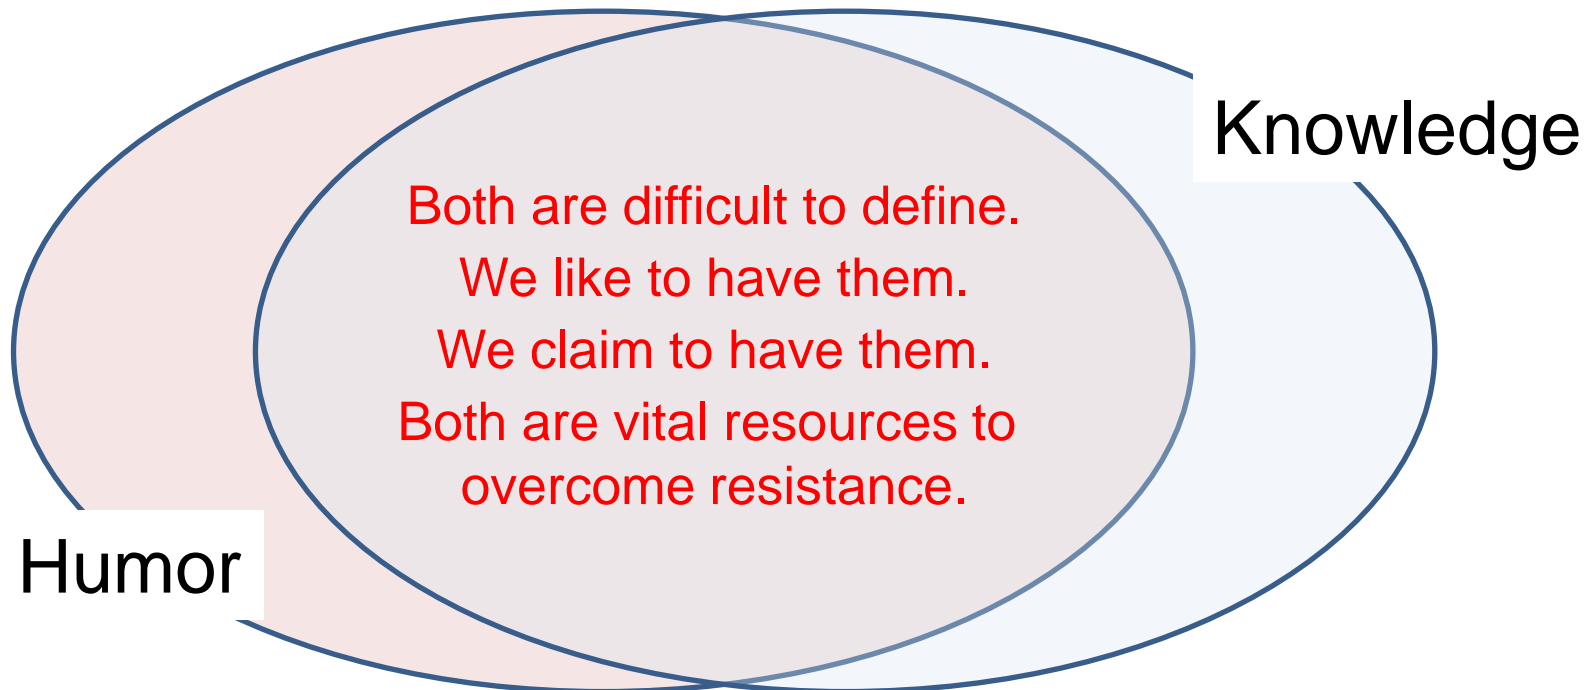 Knowledge
Both are difficult to define.
We like to have them.
We claim to have them.
Both are vital resources to
overcome resistance.
Humor